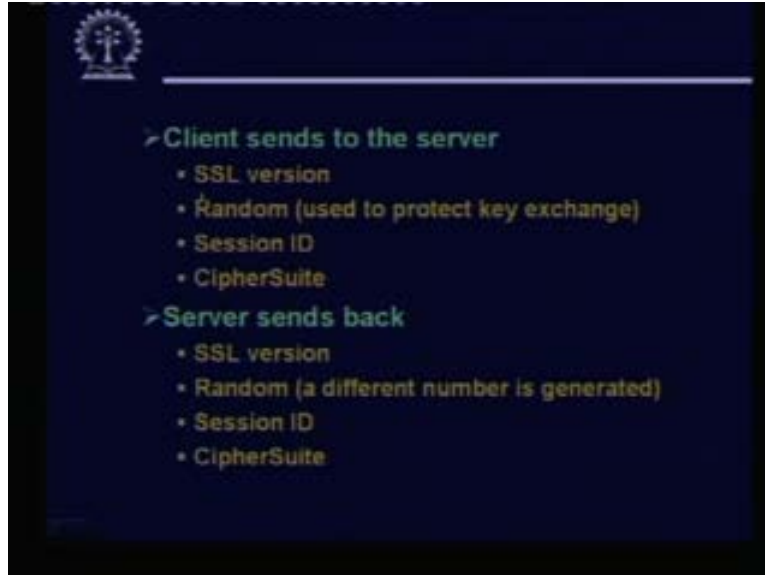 ➢Client sends to the server
▪ SSL version
▪ Random (used to protect key exchange)
▪ Session ID
▪ CipherSuite
➢Server sends back
▪ SSL version
▪ Random (a different number is generated)
▪ Session ID
▪ CipherSuite